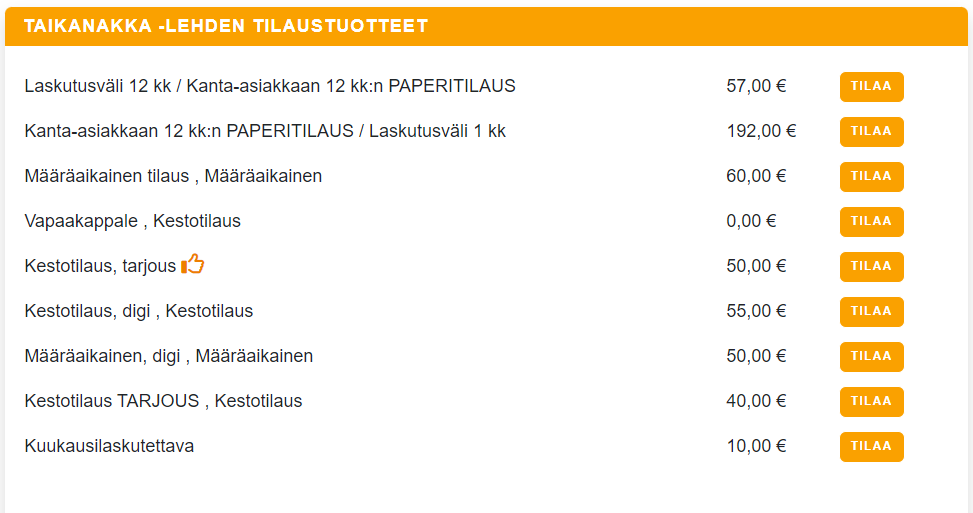 TAIKANAKKA -LEHDEN TILAUSTUOTTEET
Laskutusväli 12 kk / Kanta-asiakkaan 12 kk:n PAPERITILAUS 57,00 € TILAA
Kanta-asiakkaan 12 kk:n PAPERITILAUS / Laskutusväli 1 kk 192,00 € TILAA
Määräaikainen tilaus , Määräaikainen 60,00 € TILAA
Vapaakappale , Kestotilaus 0,00 € TILAA
Kestotilaus, tarjous 50,00 € TILAA
Kestotilaus, digi , Kestotilaus 55,00 € TILAA
Määräaikainen, digi , Määräaikainen 50,00 € TILAA
Kestotilaus TARJOUS , Kestotilaus 40,00 € TILAA
Kuukausilaskutettava 10,00 € TILAA